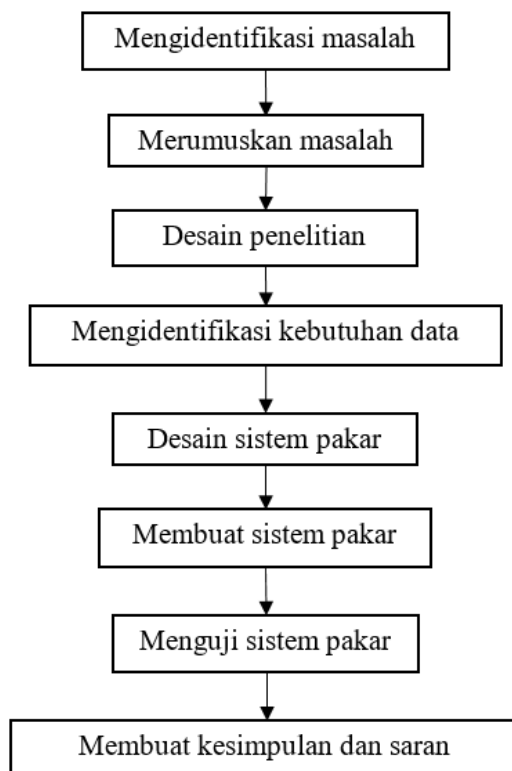 Mengidentifikasi masalah
Merumuskan masalah
Desain penelitian
Mengidentifikasi kebutuhan data
Desain sistem pakar
Membuat sistem pakar
Menguji sistem pakar
Membuat kesimpulan dan saran